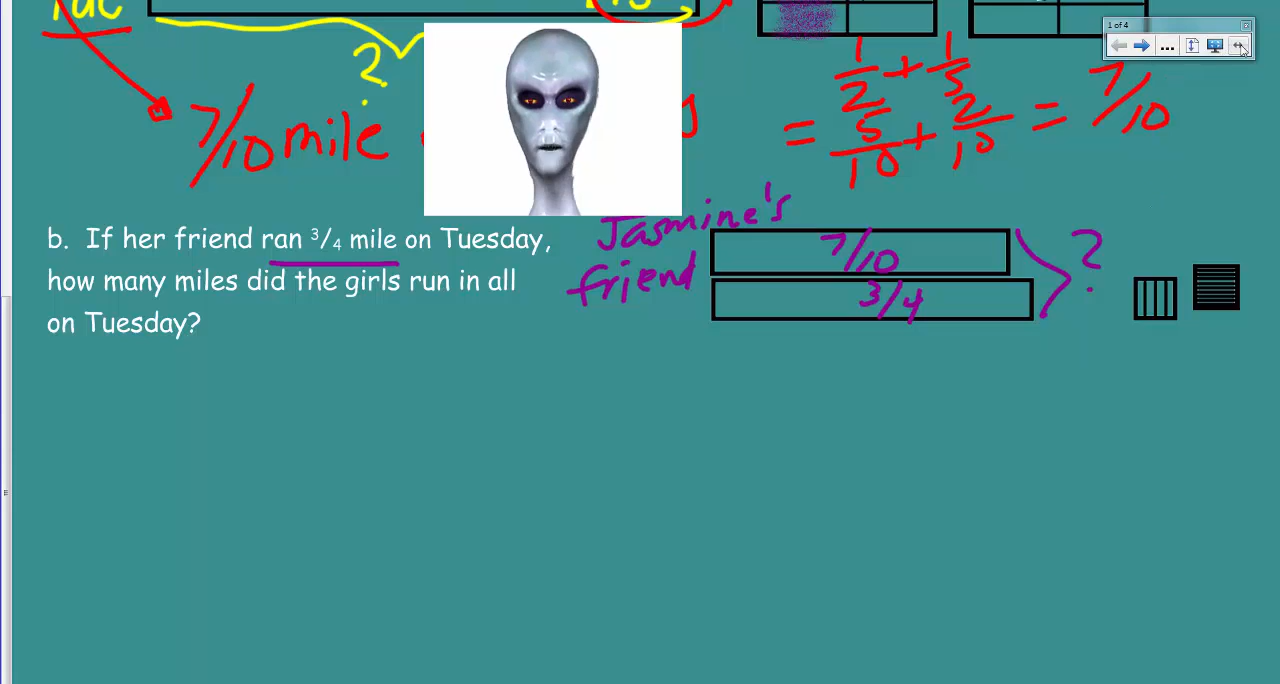 ?
7/10 mile
1/2 + 1/5
= 5/10 + 2/10 = 7/10
1 of 4
b. If her friend ran 3/4 mile on Tuesday,
how many miles did the girls run in all
on Tuesday?
Jasmine's
friend
7/10
3/4
?